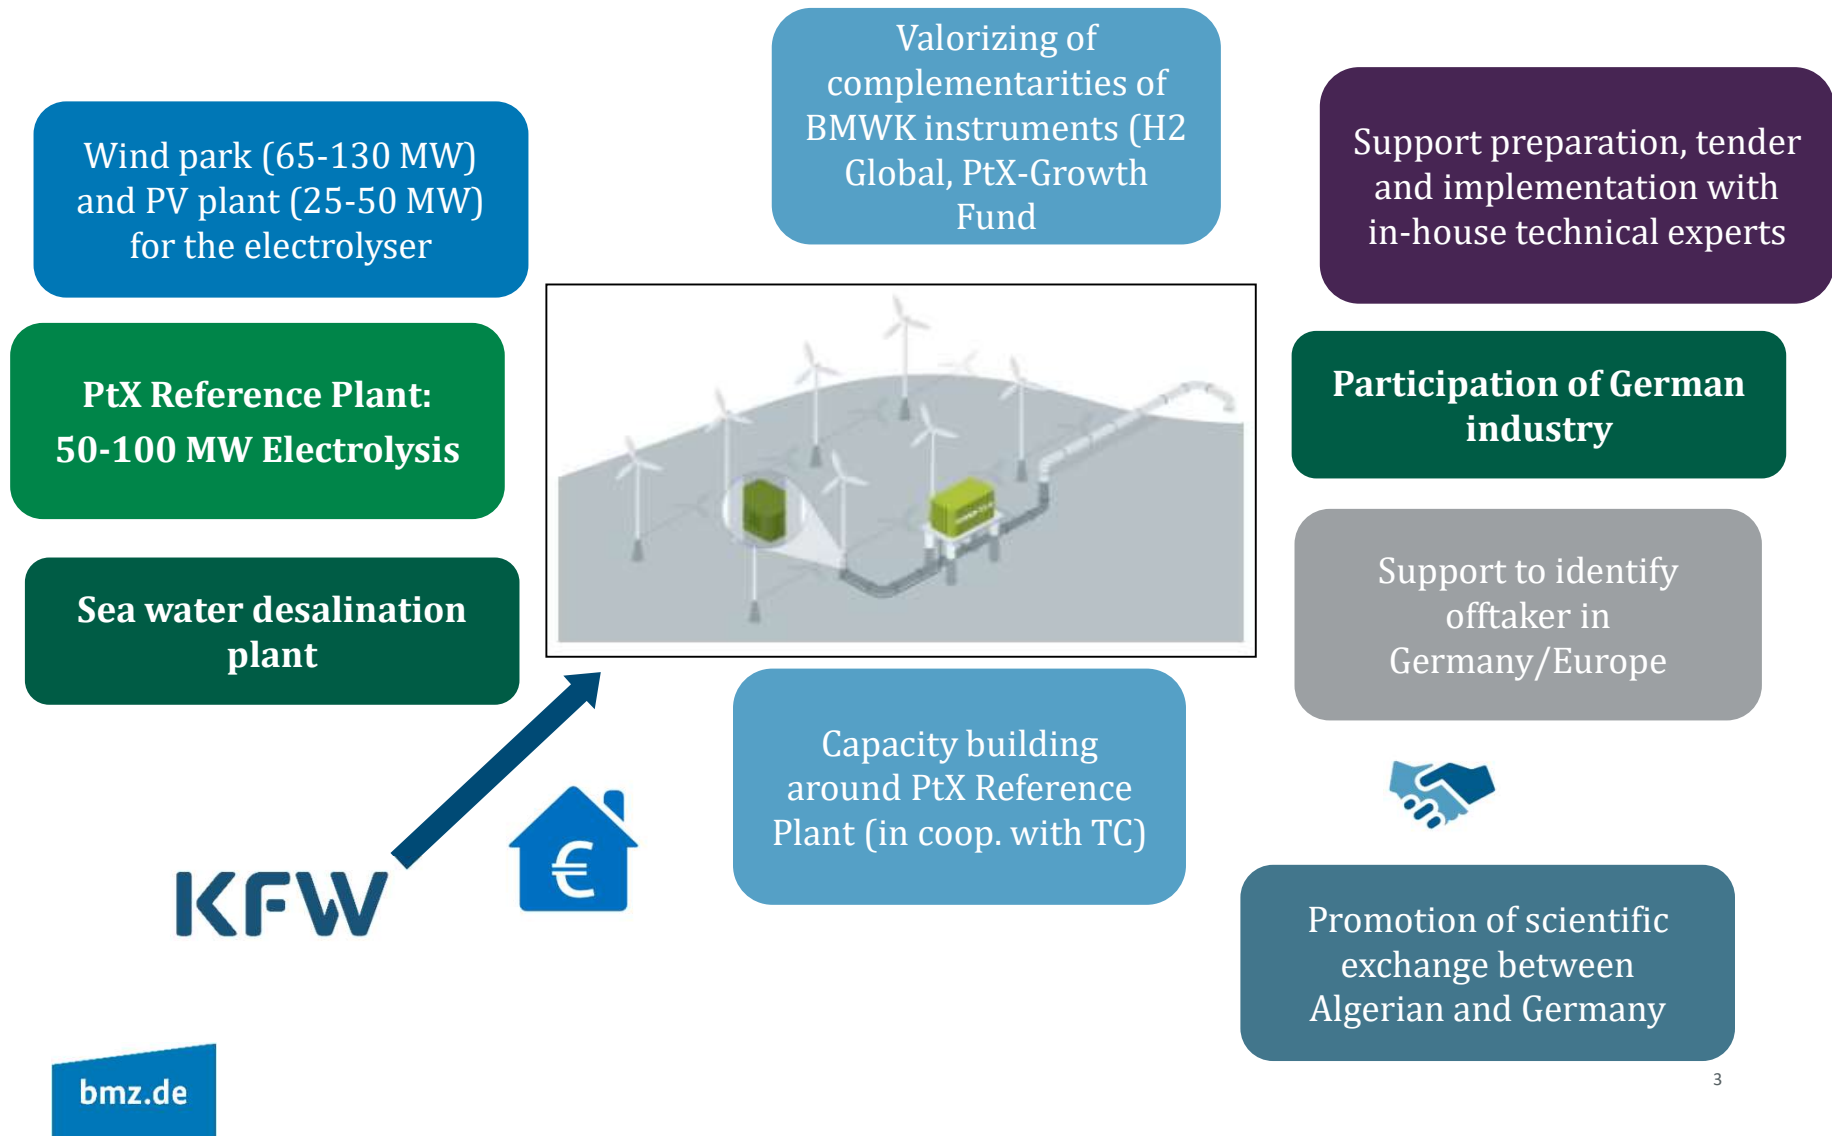 Valorizing of
complementarities of
BMWK instruments (H2
Global, PtX-Growth
Fund
Wind park (65-130 MW)
and PV plant (25-50 MW)
for the electrolyser
Support preparation, tender
and implementation with
in-house technical experts
PtX Reference Plant:
50-100 MW Electrolysis
Participation of German
industry
Sea water desalination
plant
Support to identify
offtaker in
Germany/Europe
Capacity building
around PtX Reference
Plant (in coop. with TC)
€
KFW
Promotion of scientific
exchange between
Algerian and Germany
bmz.de
3